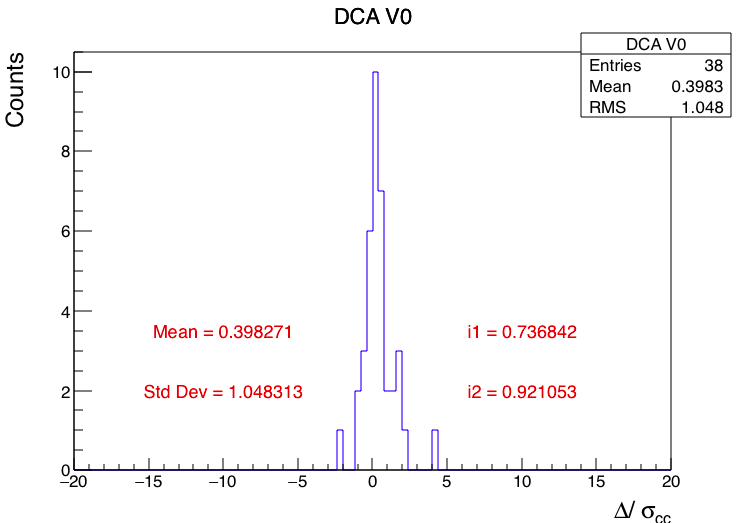 DCA V0
DCA V0
Entries 38
Mean 0.3983
RMS 1.048
Counts
10
8
6
4
2
0
Mean = 0.398271
i1 = 0.736842
Std Dev = 1.048313
i2 = 0.921053
−20 −15 −10 −5 0 5 10 15 20
Δ/ σcc